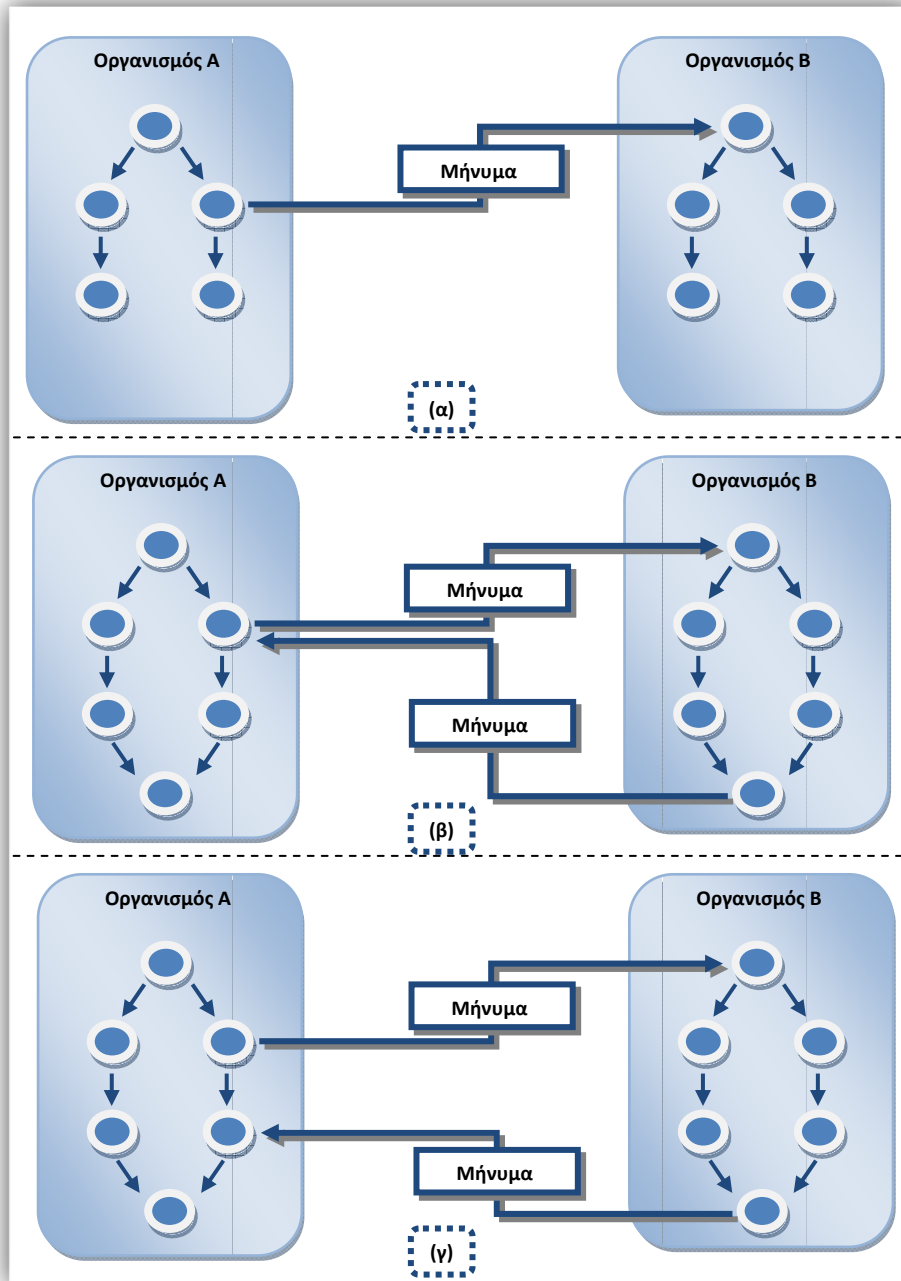 Οργανισμός Α
Οργανισμός Β
Μήνυμα
(α)
Οργανισμός Α
Οργανισμός Β
Μήνυμα
Μήνυμα
(β)
Οργανισμός Α
Οργανισμός Β
Μήνυμα
Μήνυμα
(γ)